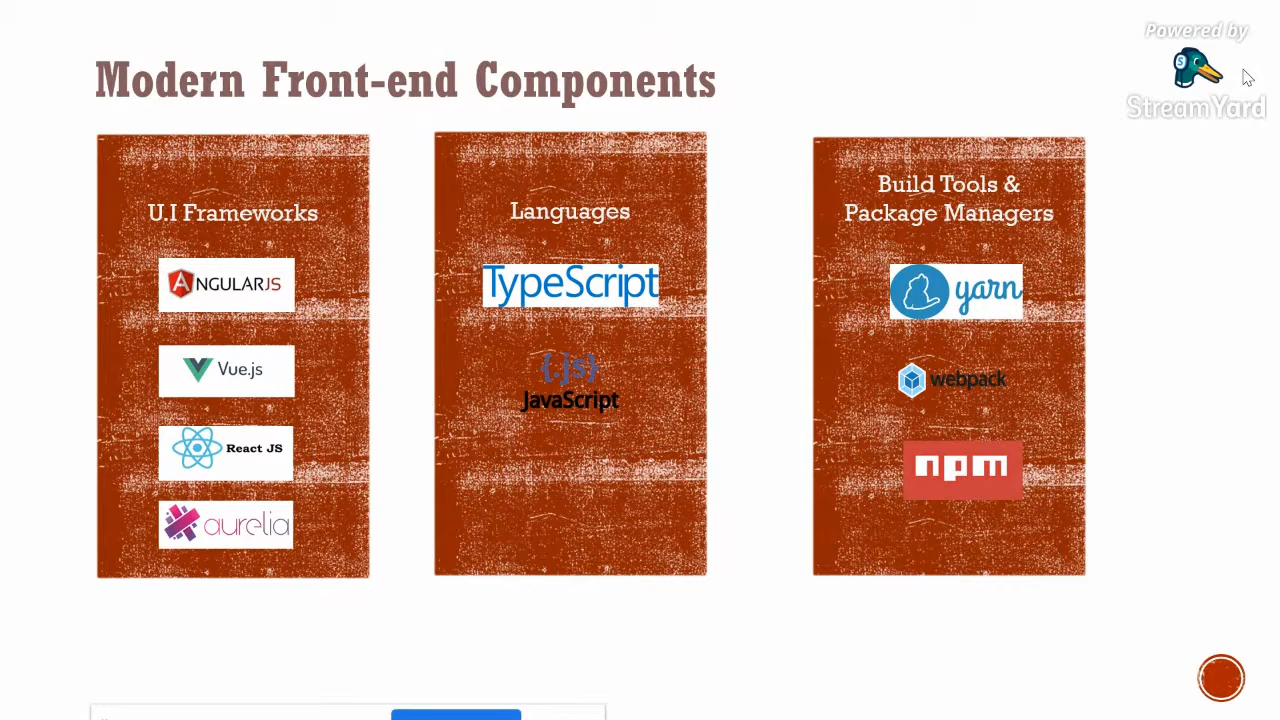 Powered by
StreamYard
Modern Front-end Components
U.I Frameworks
ANGULARJS
Vue.js
React JS
aurelia
Languages
TypeScript
{.js}
JavaScript
Build Tools &
Package Managers
yarn
webpack
npm